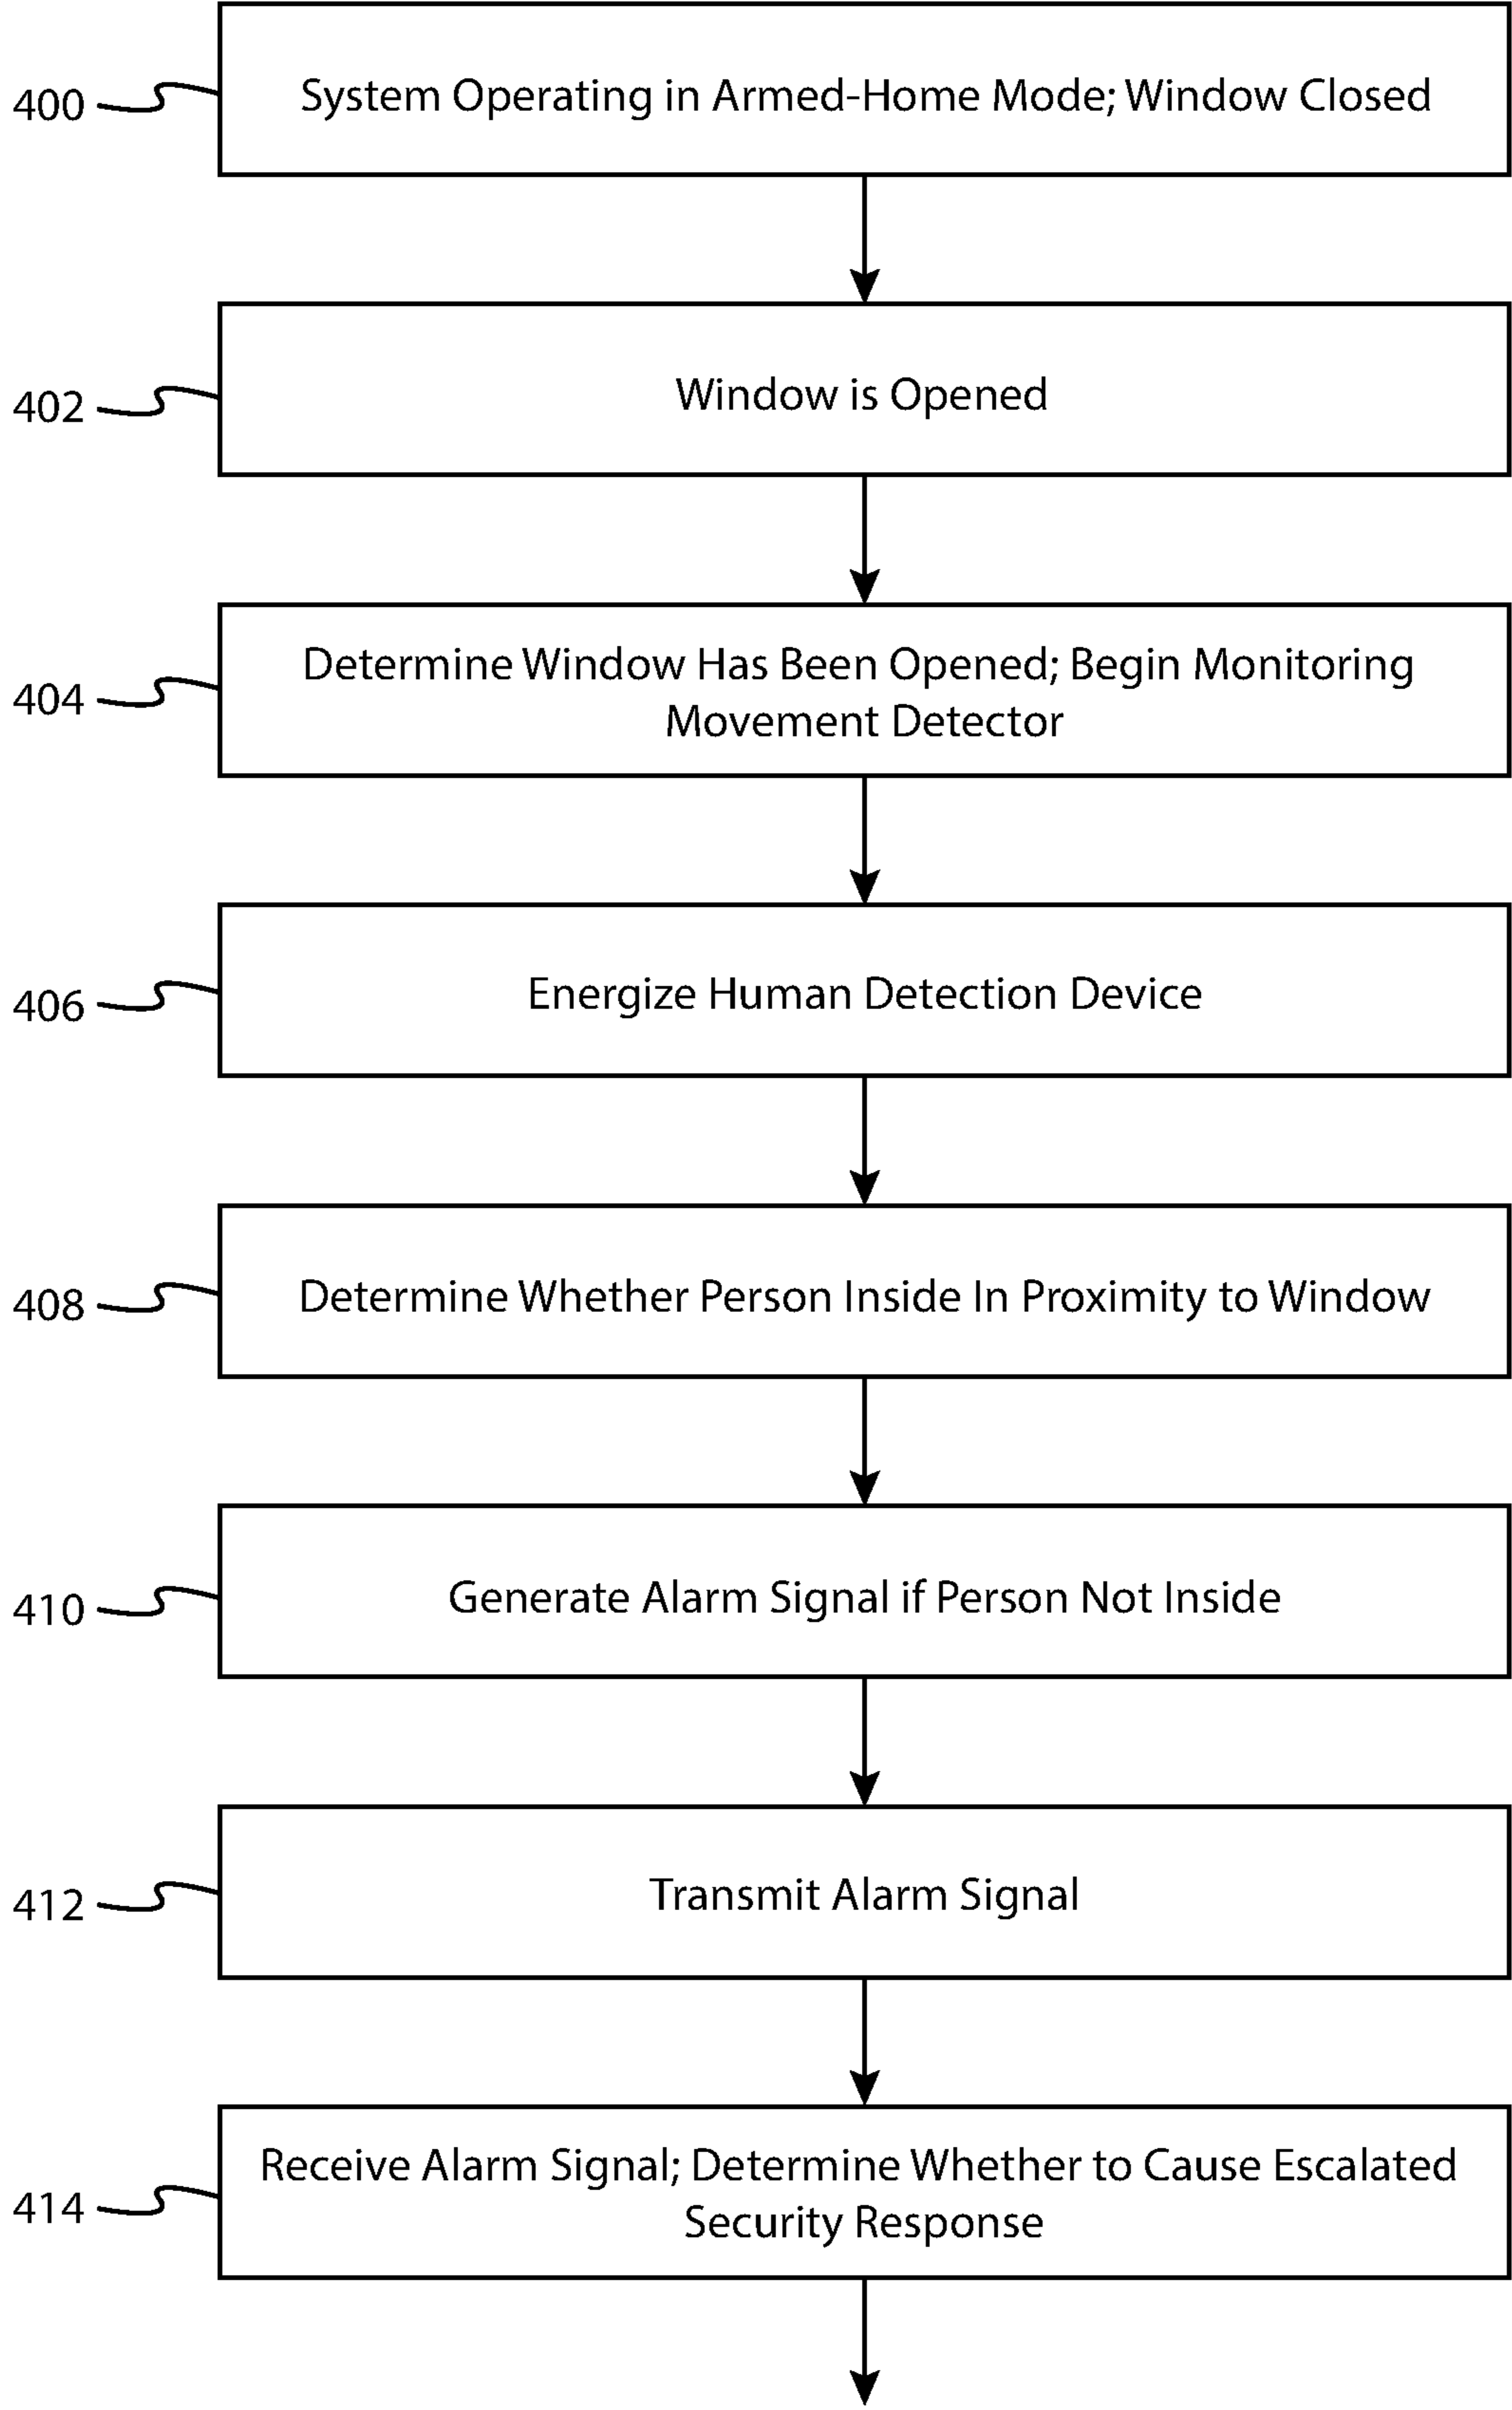 400
System Operating in Armed-Home Mode; Window Closed
402
Window is Opened
404
Determine Window Has Been Opened; Begin Monitoring
Movement Detector
406
Energize Human Detection Device
408
Determine Whether Person Inside In Proximity to Window
410
Generate Alarm Signal if Person Not Inside
412
Transmit Alarm Signal
414
Receive Alarm Signal; Determine Whether to Cause Escalated
Security Response